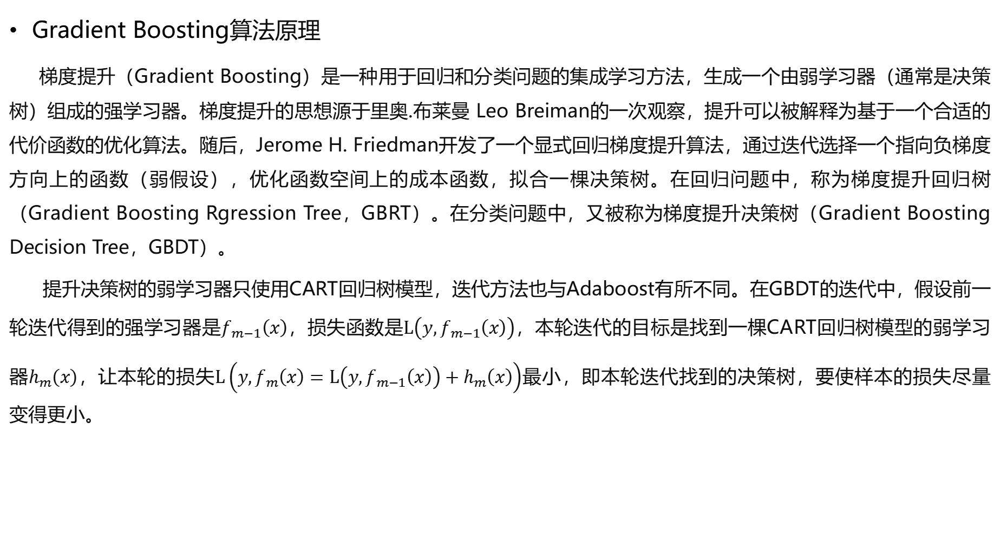 • Gradient Boosting算法原理
梯度提升（Gradient Boosting）是一种用于回归和分类问题的集成学习方法，生成一个由弱学习器（通常是决策
树）组成的强学习器。梯度提升的思想源于里奥.布莱曼 Leo Breiman的一次观察，提升可以被解释为基于一个合适的
代价函数的优化算法。随后，Jerome H. Friedman开发了一个显式回归梯度提升算法，通过迭代选择一个指向负梯度
方向上的函数（弱假设），优化函数空间上的成本函数，拟合一棵决策树。在回归问题中，称为梯度提升回归树
（Gradient Boosting Rgression Tree，GBRT）。在分类问题中，又被称为梯度提升决策树（Gradient Boosting
Decision Tree，GBDT）。
提升决策树的弱学习器只使用CART回归树模型，迭代方法也与Adaboost有所不同。在GBDT的迭代中，假设前一
轮迭代得到的强学习器是𝑓ₘ₋₁(𝑥)，损失函数是L(𝑦, 𝑓ₘ₋₁(𝑥))，本轮迭代的目标是找到一棵CART回归树模型的弱学习
器ℎₘ(𝑥)，让本轮的损失L(𝑦, 𝑓ₘ(𝑥) = L(𝑦, 𝑓ₘ₋₁(𝑥)) + ℎₘ(𝑥))最小，即本轮迭代找到的决策树，要使样本的损失尽量
变得更小。